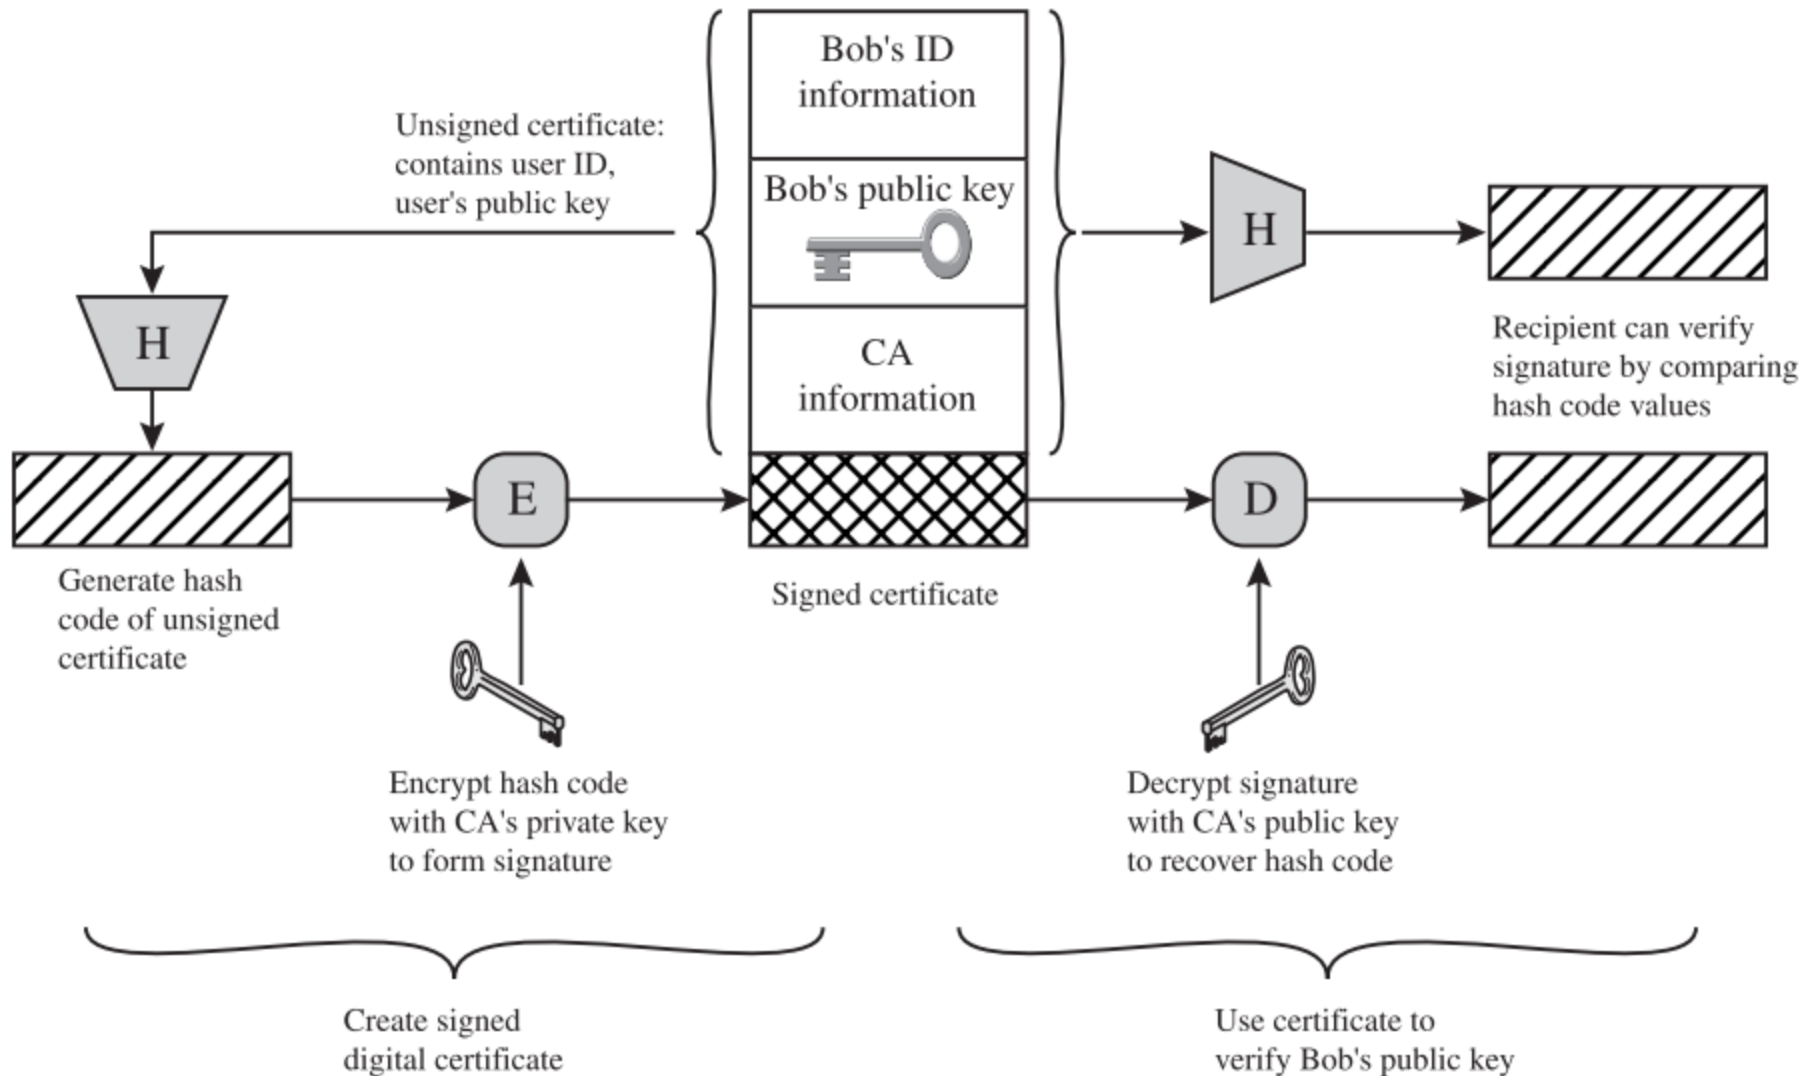 Bob's ID
information
Unsigned certificate:
contains user ID,
user's public key
Bob's public key
H
H
CA
information
Recipient can verify
signature by comparing
hash code values
E
D
Generate hash
code of unsigned
certificate
Signed certificate
Encrypt hash code
with CA's private key
to form signature
Decrypt signature
with CA's public key
to recover hash code
Create signed
digital certificate
Use certificate to
verify Bob's public key